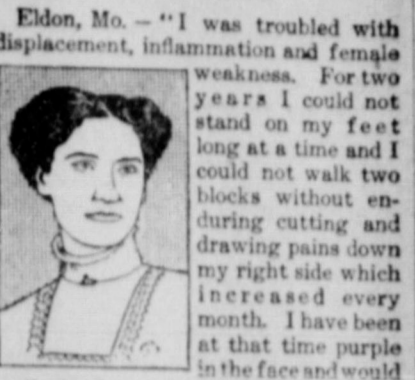 Eldon, Mo. — "I was troubled with
displacement, inflammation and female
weakness. For two
years I could not
stand on my feet
long at a time and I
could not walk two
blocks without en-
during cutting and
drawing pains down
my right side which
increased every
month. I have been
at that time purple
in the face and would